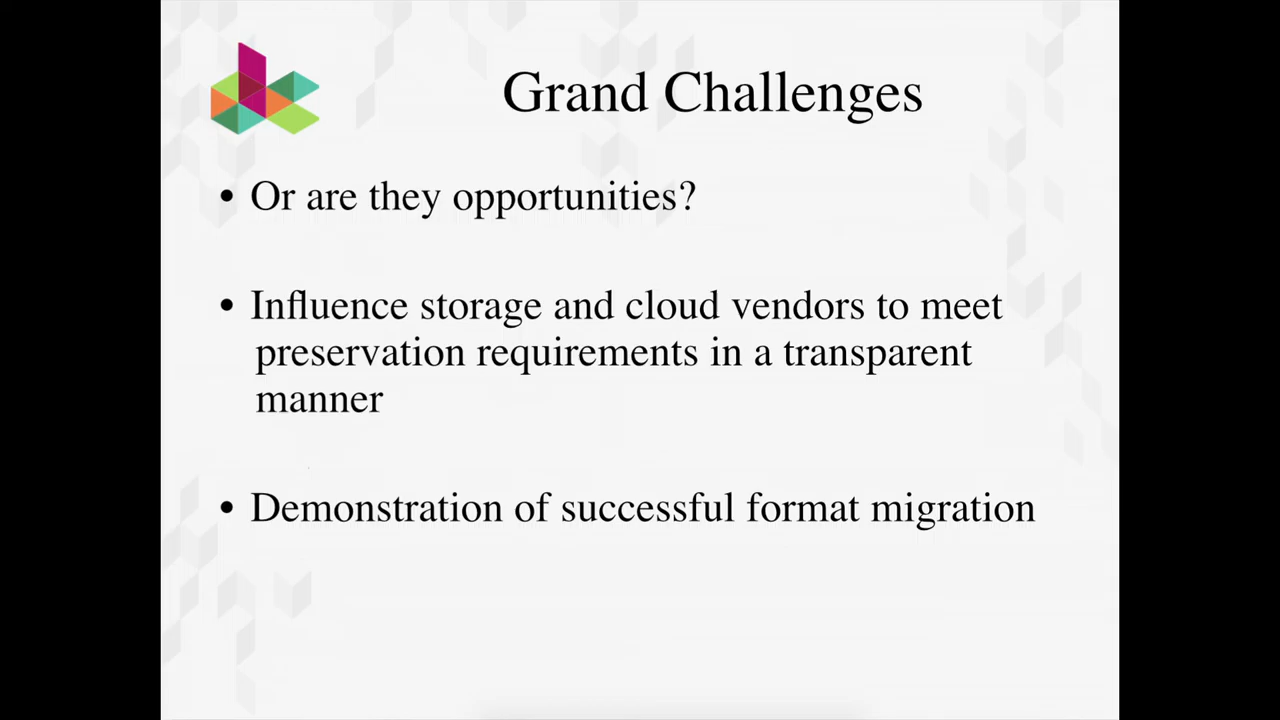 Grand Challenges
• Or are they opportunities?
• Influence storage and cloud vendors to meet
preservation requirements in a transparent
manner
• Demonstration of successful format migration